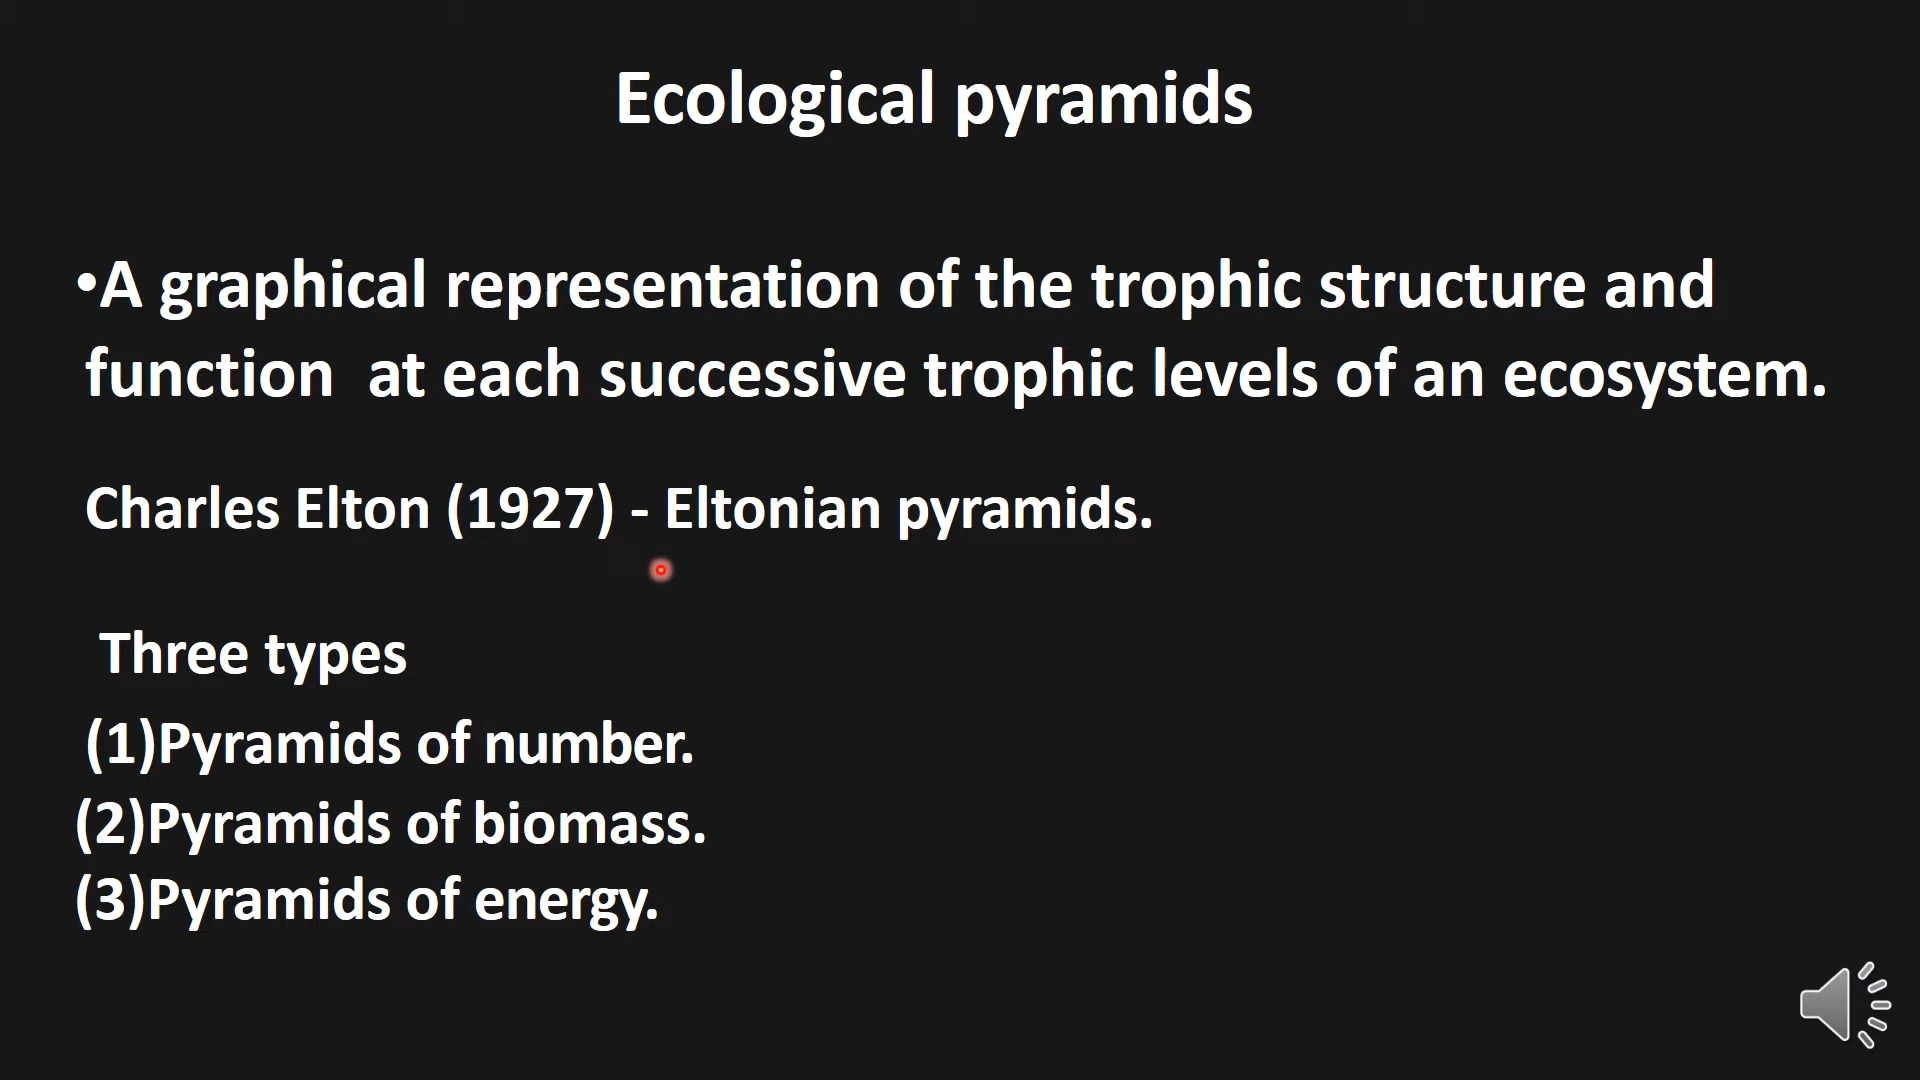 Ecological pyramids
•A graphical representation of the trophic structure and
function  at each successive trophic levels of an ecosystem.
Charles Elton (1927) - Eltonian pyramids.
Three types
(1)Pyramids of number.
(2)Pyramids of biomass.
(3)Pyramids of energy.